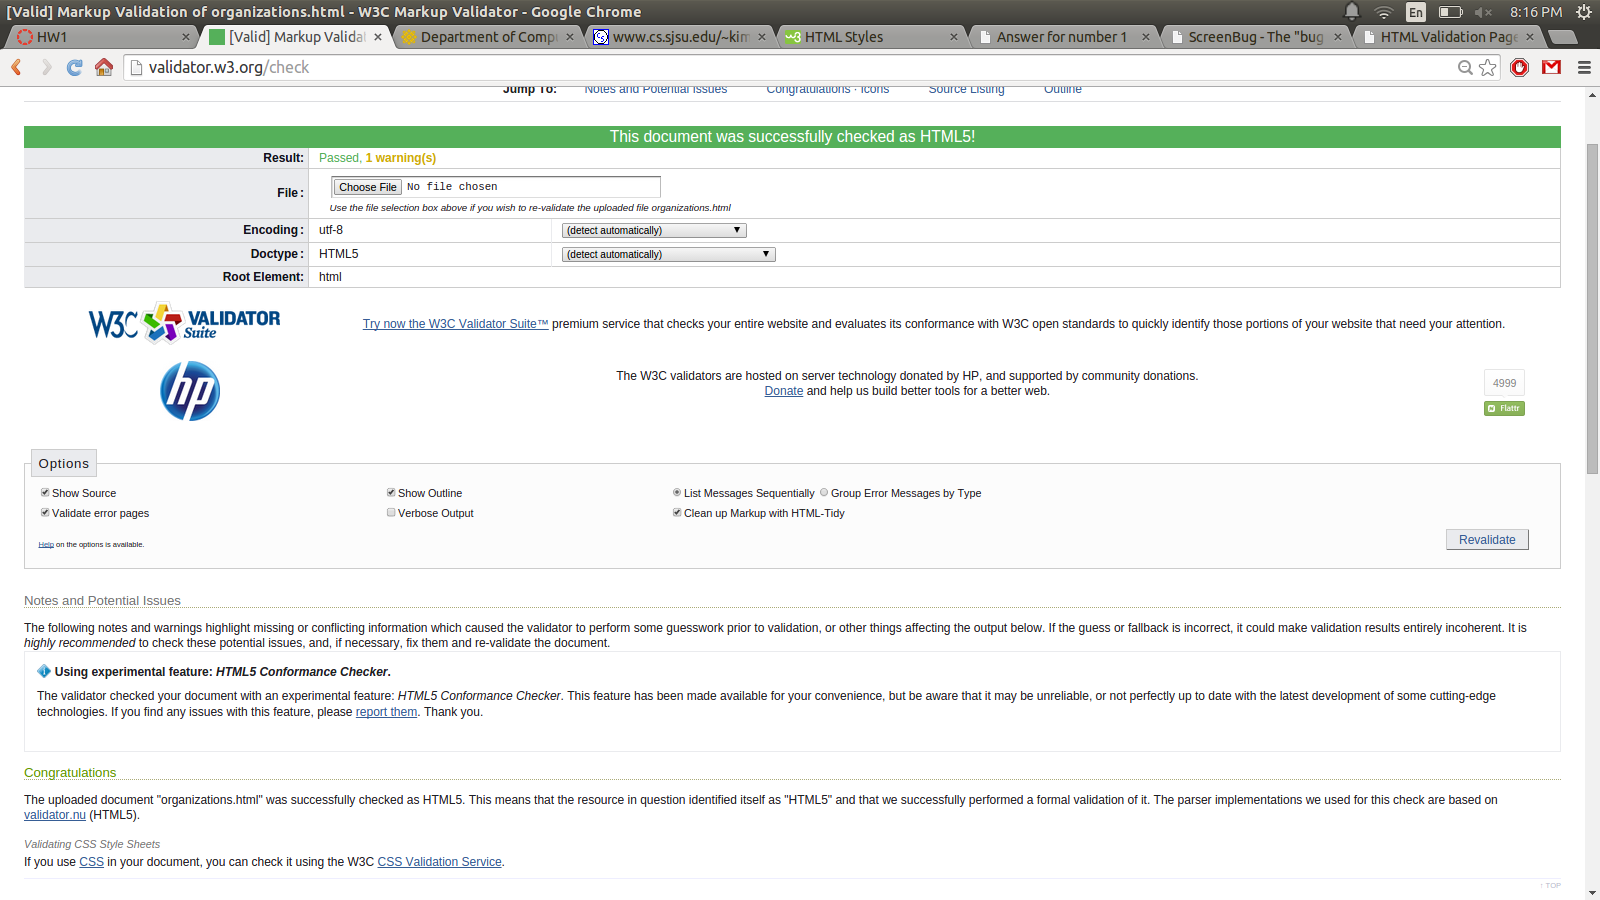 [Valid] Markup Validation of organizations.html - W3C Markup Validator - Google Chrome
En
8:16 PM
HW1
[Valid] Markup Valida
Department of Comp
www.cs.sjsu.edu/~kim
HTML Styles
Answer for number 1
ScreenBug - The "bug
HTML Validation Page
validator.w3.org/check
Jump To: Notes and Potential Issues Congratulations · Icons Source Listing Outline
This document was successfully checked as HTML5!
Result: Passed, 1 warning(s)
File: Choose File No file chosen
Use the file selection box above if you wish to re-validate the uploaded file organizations.html
Encoding: utf-8 (detect automatically)
Doctype: HTML5 (detect automatically)
Root Element: html
W3C VALIDATOR Suite
Try now the W3C Validator Suite™ premium service that checks your entire website and evaluates its conformance with W3C open standards to quickly identify those portions of your website that need your attention.
hp
The W3C validators are hosted on server technology donated by HP, and supported by community donations.
Donate and help us build better tools for a better web.
4999
Flattr
Options
Show Source Show Outline List Messages Sequentially Group Error Messages by Type
Validate error pages Verbose Output Clean up Markup with HTML-Tidy
Help on the options is available.
Revalidate
Notes and Potential Issues
The following notes and warnings highlight missing or conflicting information which caused the validator to perform some guesswork prior to validation, or other things affecting the output below. If the guess or fallback is incorrect, it could make validation results entirely incoherent. It is
highly recommended to check these potential issues, and, if necessary, fix them and re-validate the document.
Using experimental feature: HTML5 Conformance Checker.
The validator checked your document with an experimental feature: HTML5 Conformance Checker. This feature has been made available for your convenience, but be aware that it may be unreliable, or not perfectly up to date with the latest development of some cutting-edge
technologies. If you find any issues with this feature, please report them. Thank you.
Congratulations
The uploaded document "organizations.html" was successfully checked as HTML5. This means that the resource in question identified itself as "HTML5" and that we successfully performed a formal validation of it. The parser implementations we used for this check are based on
validator.nu (HTML5).
Validating CSS Style Sheets
If you use CSS in your document, you can check it using the W3C CSS Validation Service.
↑ TOP